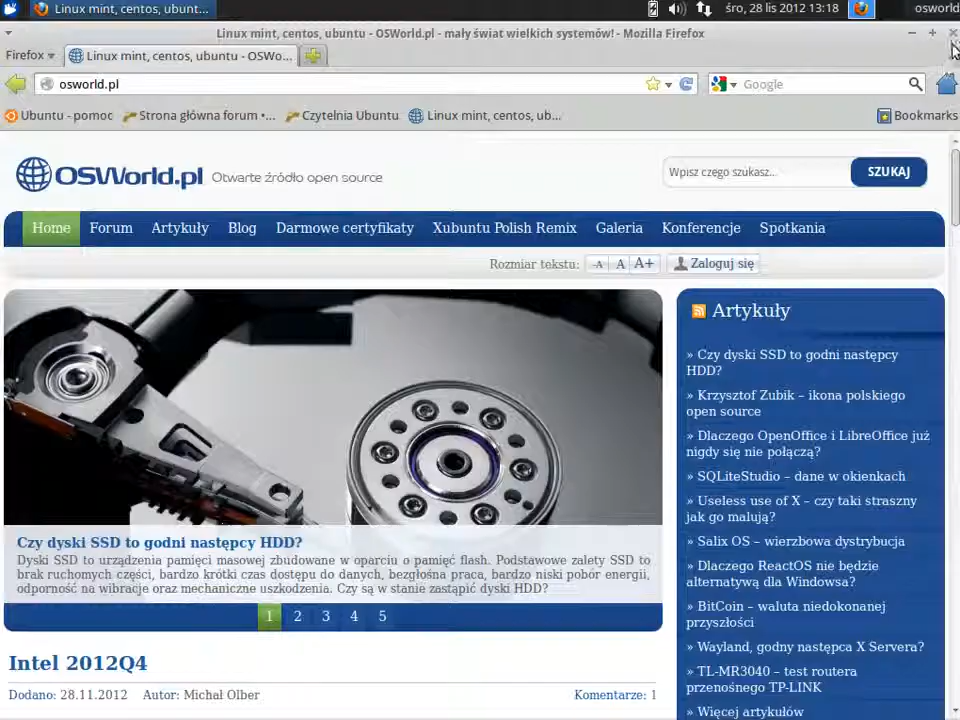 Linux mint, centos, ubunt...
śro, 28 lis 2012 13:18
osworld
Linux mint, centos, ubuntu - OSWorld.pl - mały świat wielkich systemów! - Mozilla Firefox
Firefox
Linux mint, centos, ubuntu - OSWo...
osworld.pl
Google
Ubuntu - pomoc
Strona główna forum •...
Czytelnia Ubuntu
Linux mint, centos, ub...
Bookmarks
OSWorld.pl Otwarte źródło open source
Wpisz czego szukasz...
SZUKAJ
Home Forum Artykuły Blog Darmowe certyfikaty Xubuntu Polish Remix Galeria Konferencje Spotkania
Rozmiar tekstu: -A A A+ Zaloguj się
Czy dyski SSD to godni następcy HDD?
Dyski SSD to urządzenia pamięci masowej zbudowane w oparciu o pamięć flash. Podstawowe zalety SSD to
brak ruchomych części, bardzo krótki czas dostępu do danych, bezgłośna praca, bardzo niski pobór energii,
odporność na wibracje oraz mechaniczne uszkodzenia. Czy są w stanie zastąpić dyski HDD?
1 2 3 4 5
Intel 2012Q4
Dodano: 28.11.2012 Autor: Michał Olber Komentarze: 1
Artykuły
» Czy dyski SSD to godni następcy
HDD?
» Krzysztof Zubik – ikona polskiego
open source
» Dlaczego OpenOffice i LibreOffice już
nigdy się nie połączą?
» SQLiteStudio – dane w okienkach
» Useless use of X – czy taki straszny
jak go malują?
» Salix OS – wierzbowa dystrybucja
» Dlaczego ReactOS nie będzie
alternatywą dla Windowsa?
» BitCoin – waluta niedokonanej
przyszłości
» Wayland, godny następca X Servera?
» TL-MR3040 – test routera
przenośnego TP-LINK
» Więcej artykułów